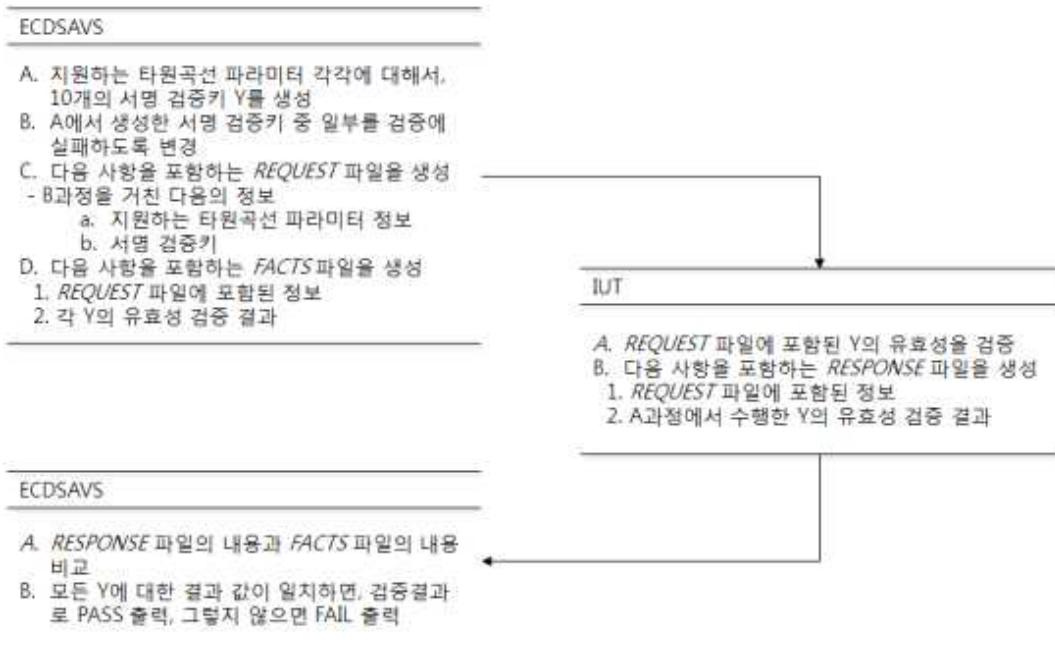 ECDSAVS
A. 지원하는 타원곡선 파라미터 각각에 대해서,
10개의 서명 검증키 Y를 생성
B. A에서 생성한 서명 검증키 중 일부를 검증에
실패하도록 변경
C. 다음 사항을 포함하는 REQUEST 파일을 생성
- B과정을 거친 다음의 정보
a. 지원하는 타원곡선 파라미터 정보
b. 서명 검증키
D. 다음 사항을 포함하는 FACTS 파일을 생성
1. REQUEST 파일에 포함된 정보
2. 각 Y의 유효성 검증 결과
IUT
A. REQUEST 파일에 포함된 Y의 유효성을 검증
B. 다음 사항을 포함하는 RESPONSE 파일을 생성
1. REQUEST 파일에 포함된 정보
2. A과정에서 수행한 Y의 유효성 검증 결과
ECDSAVS
A. RESPONSE 파일의 내용과 FACTS 파일의 내용
비교
B. 모든 Y에 대한 결과 값이 일치하면, 검증결과
로 PASS 출력, 그렇지 않으면 FAIL 출력